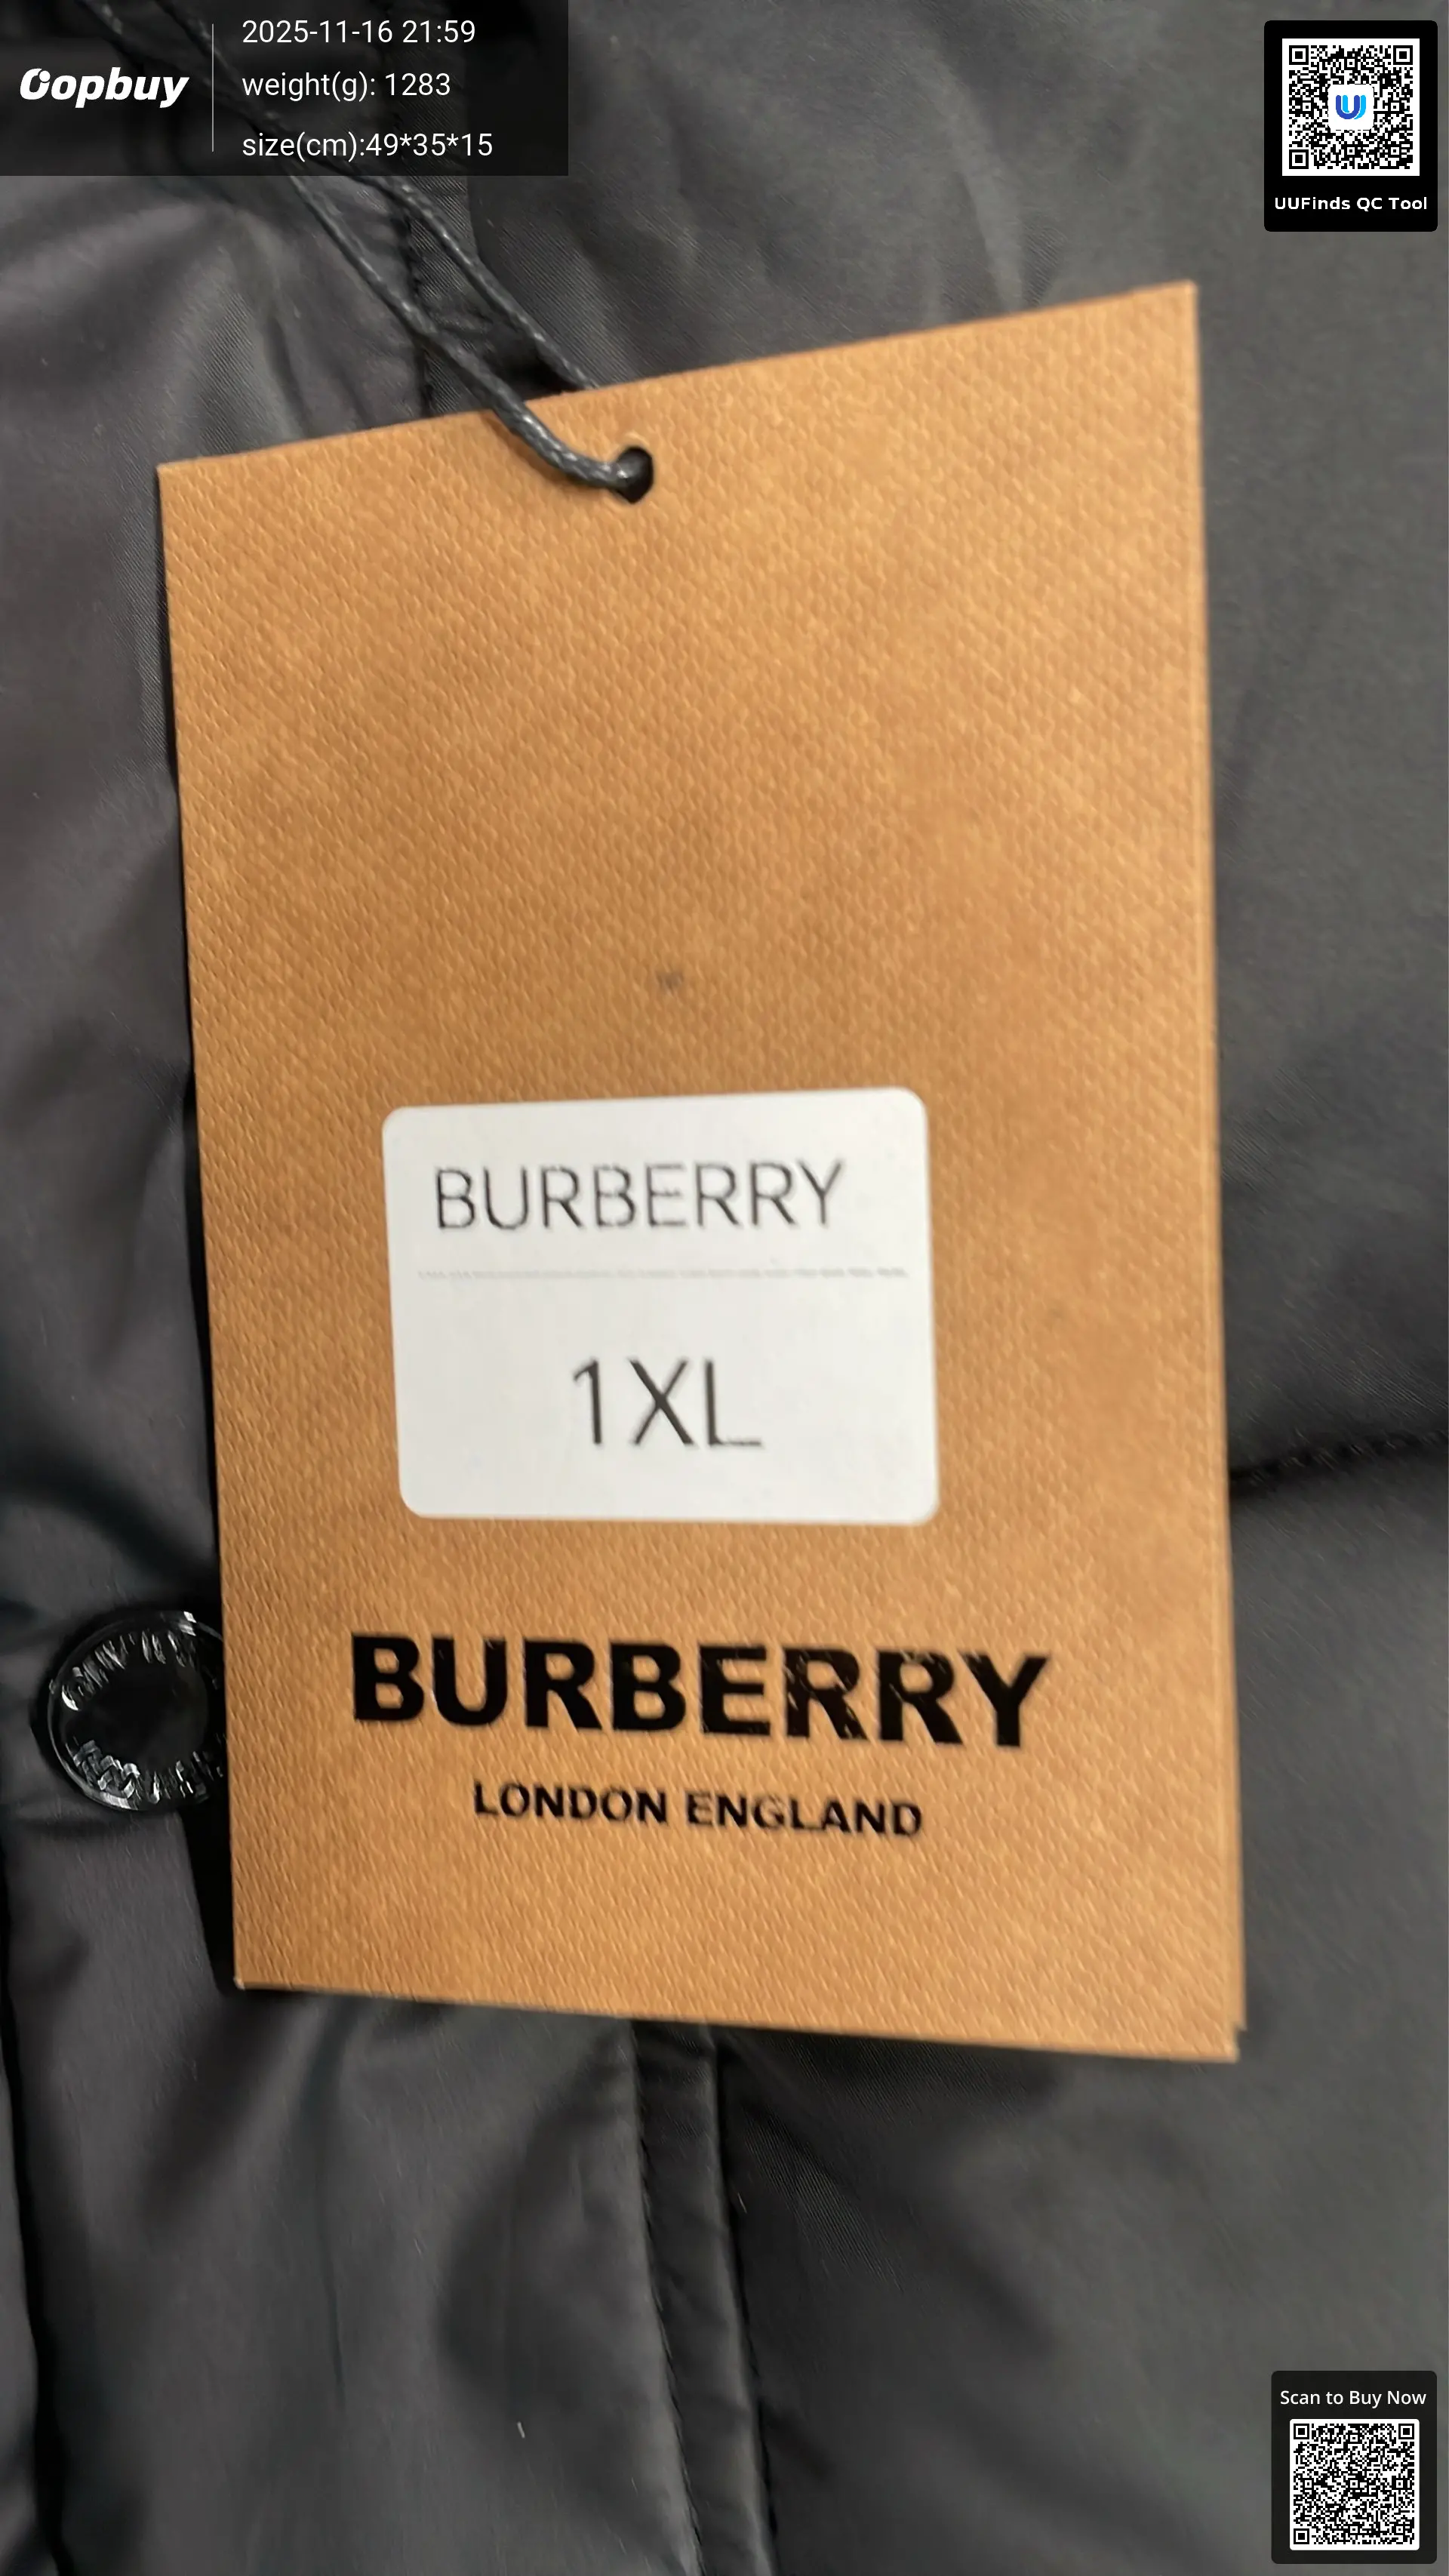 Oopbuy
2025-11-16 21:59
weight(g): 1283
size(cm):49*35*15
UUFinds QC Tool
BURBERRY
1XL
BURBERRY
LONDON ENGLAND
Scan to Buy Now